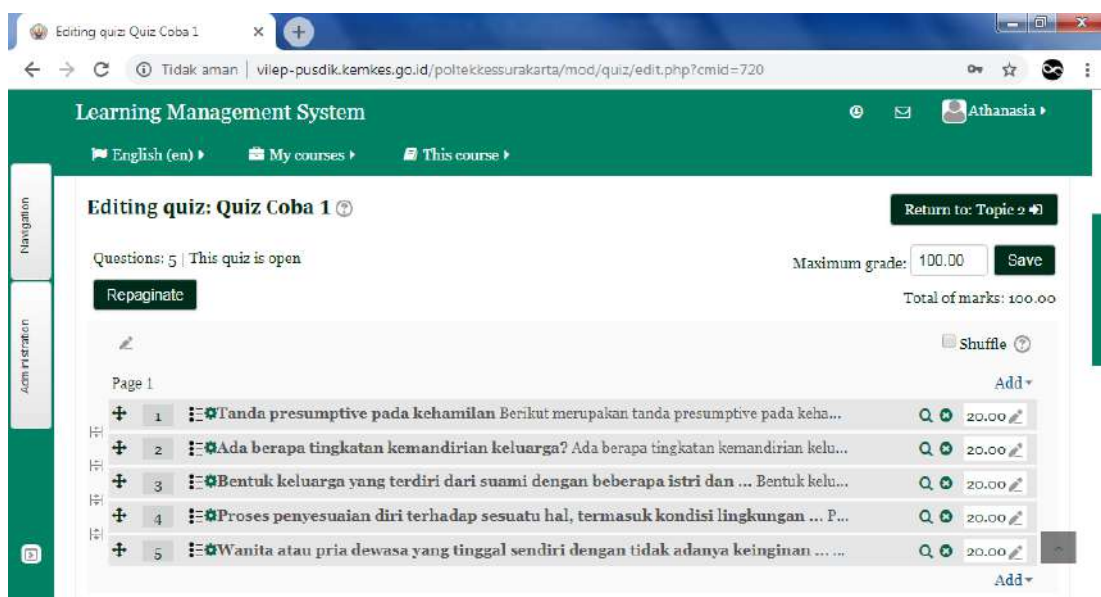 Editing quiz: Quiz Coba 1
Tidak aman | vilep-pusdik.kemkes.go.id/poltekkessurakarta/mod/quiz/edit.php?cmid=720
Learning Management System
Athanasia
English (en)
My courses
This course
Navigation
Administration
Editing quiz: Quiz Coba 1
Return to: Topic 2
Questions: 5 | This quiz is open
Maximum grade: 100.00 Save
Repaginate
Total of marks: 100.00
Shuffle
Page 1
Add
1 Tanda presumptive pada kehamilan Berikut merupakan tanda presumptive pada keha... 20.00
2 Ada berapa tingkatan kemandirian keluarga? Ada berapa tingkatan kemandirian kelu... 20.00
3 Bentuk keluarga yang terdiri dari suami dengan beberapa istri dan ... Bentuk kelu... 20.00
4 Proses penyesuaian diri terhadap sesuatu hal, termasuk kondisi lingkungan ... P... 20.00
5 Wanita atau pria dewasa yang tinggal sendiri dengan tidak adanya keinginan ... ... 20.00
Add